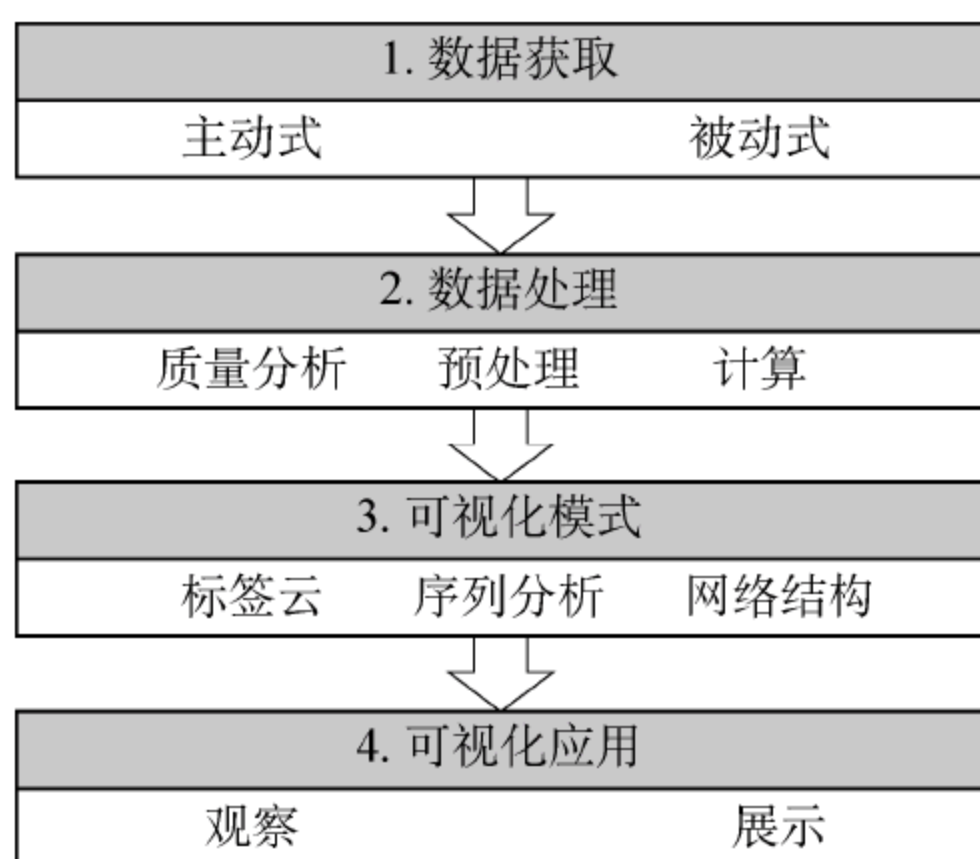 1. 数据获取
主动式 被动式
2. 数据处理
质量分析 预处理 计算
3. 可视化模式
标签云 序列分析 网络结构
4. 可视化应用
观察 展示